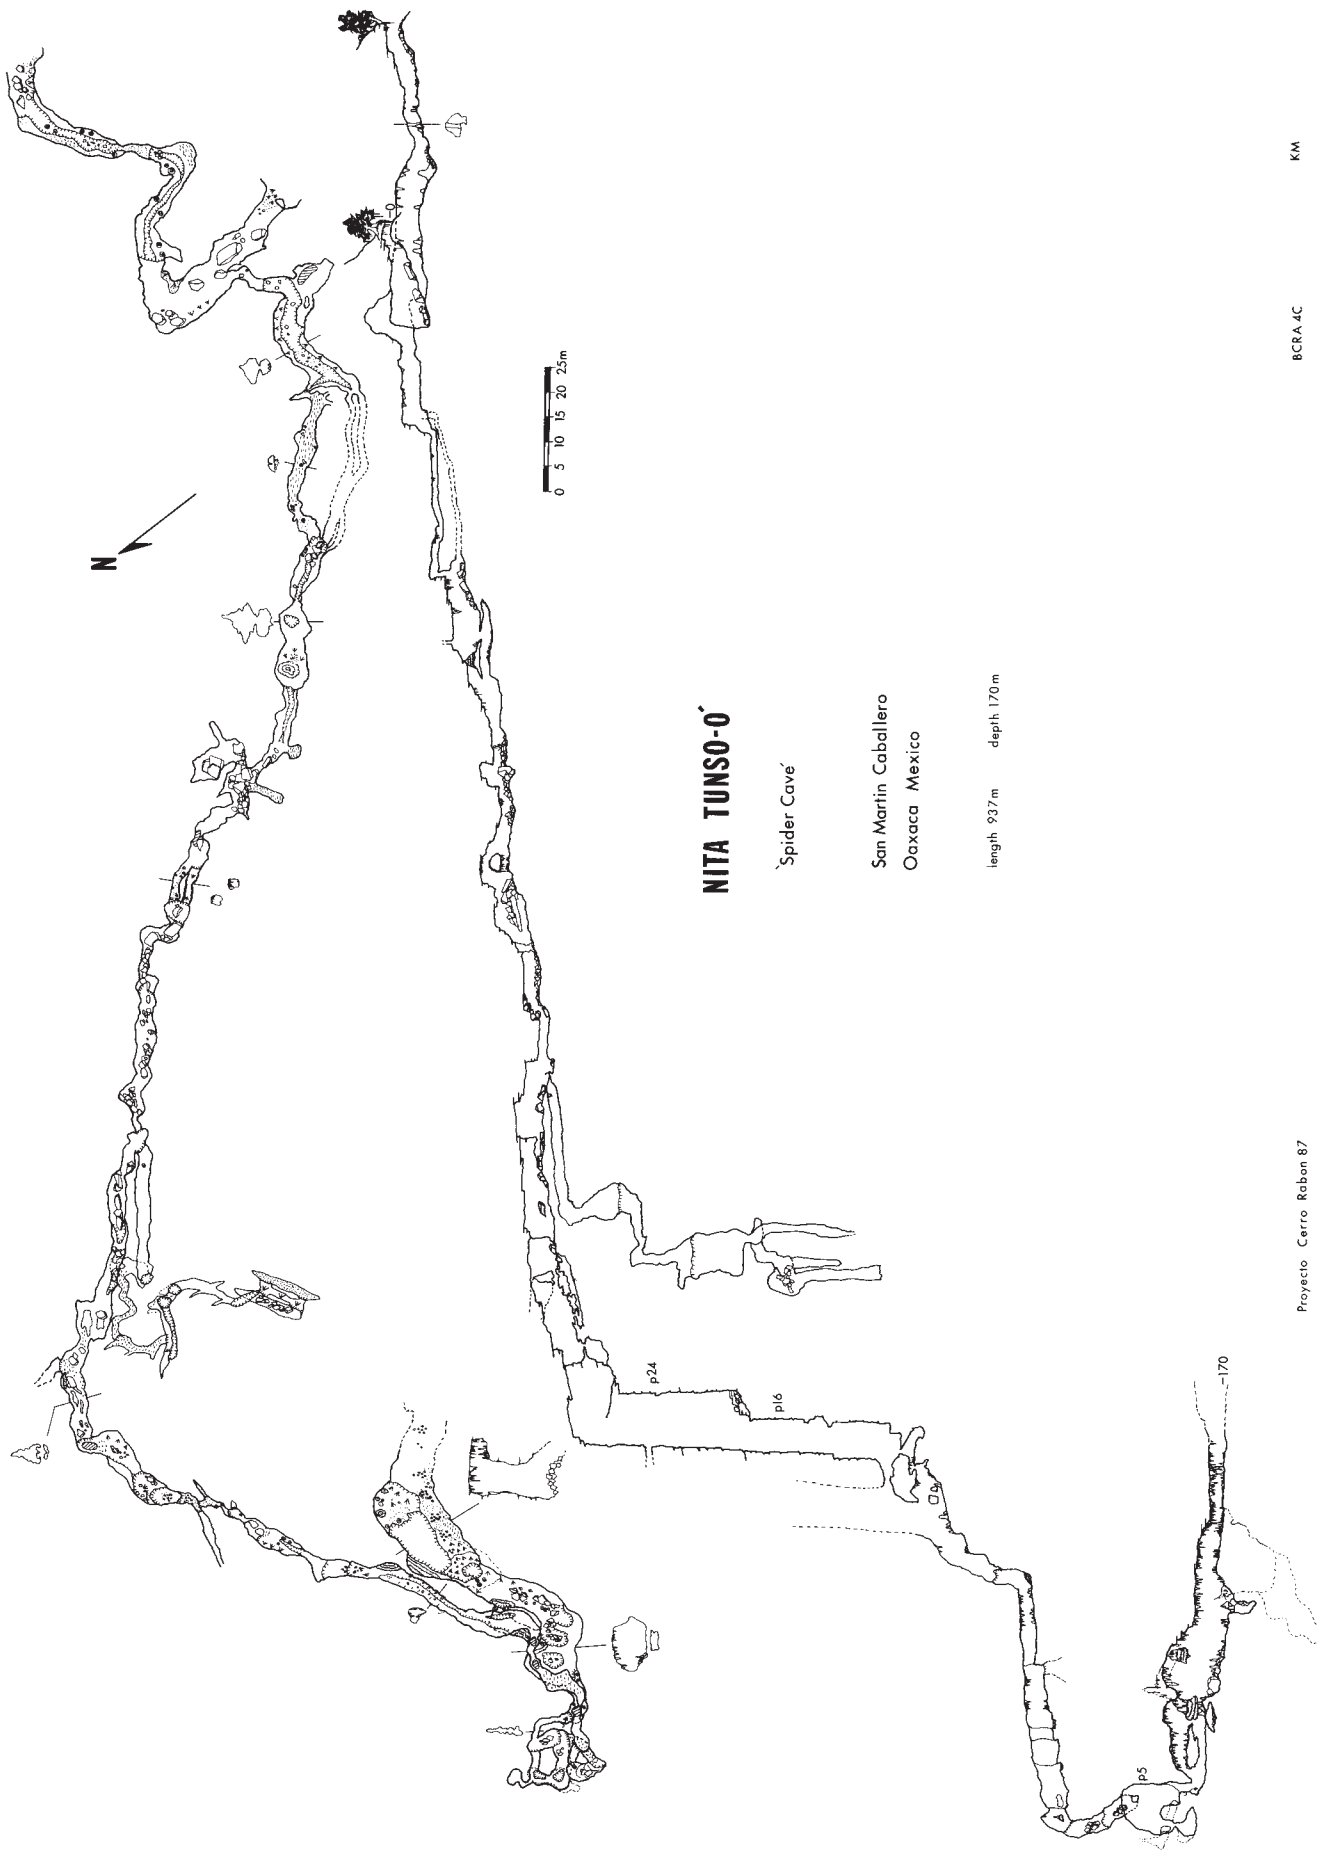 N
0
0 5 10 15 20 25m
NITA TUNSO-O´
`Spider Cave´
San Martin Caballero
Oaxaca Mexico
length 937m depth 170m
p24
p16
p5
-170
Proyecto Cerro Rabon 87 BCRA 4C KM